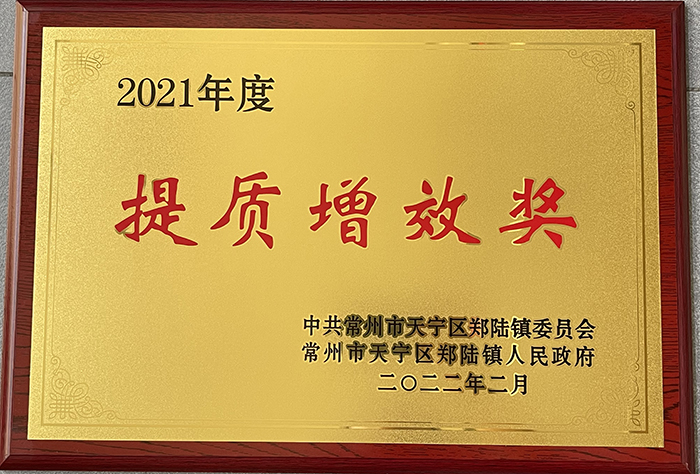 2021年度
提质增效奖
中共常州市天宁区郑陆镇委员会
常州市天宁区郑陆镇人民政府
二〇二二年二月